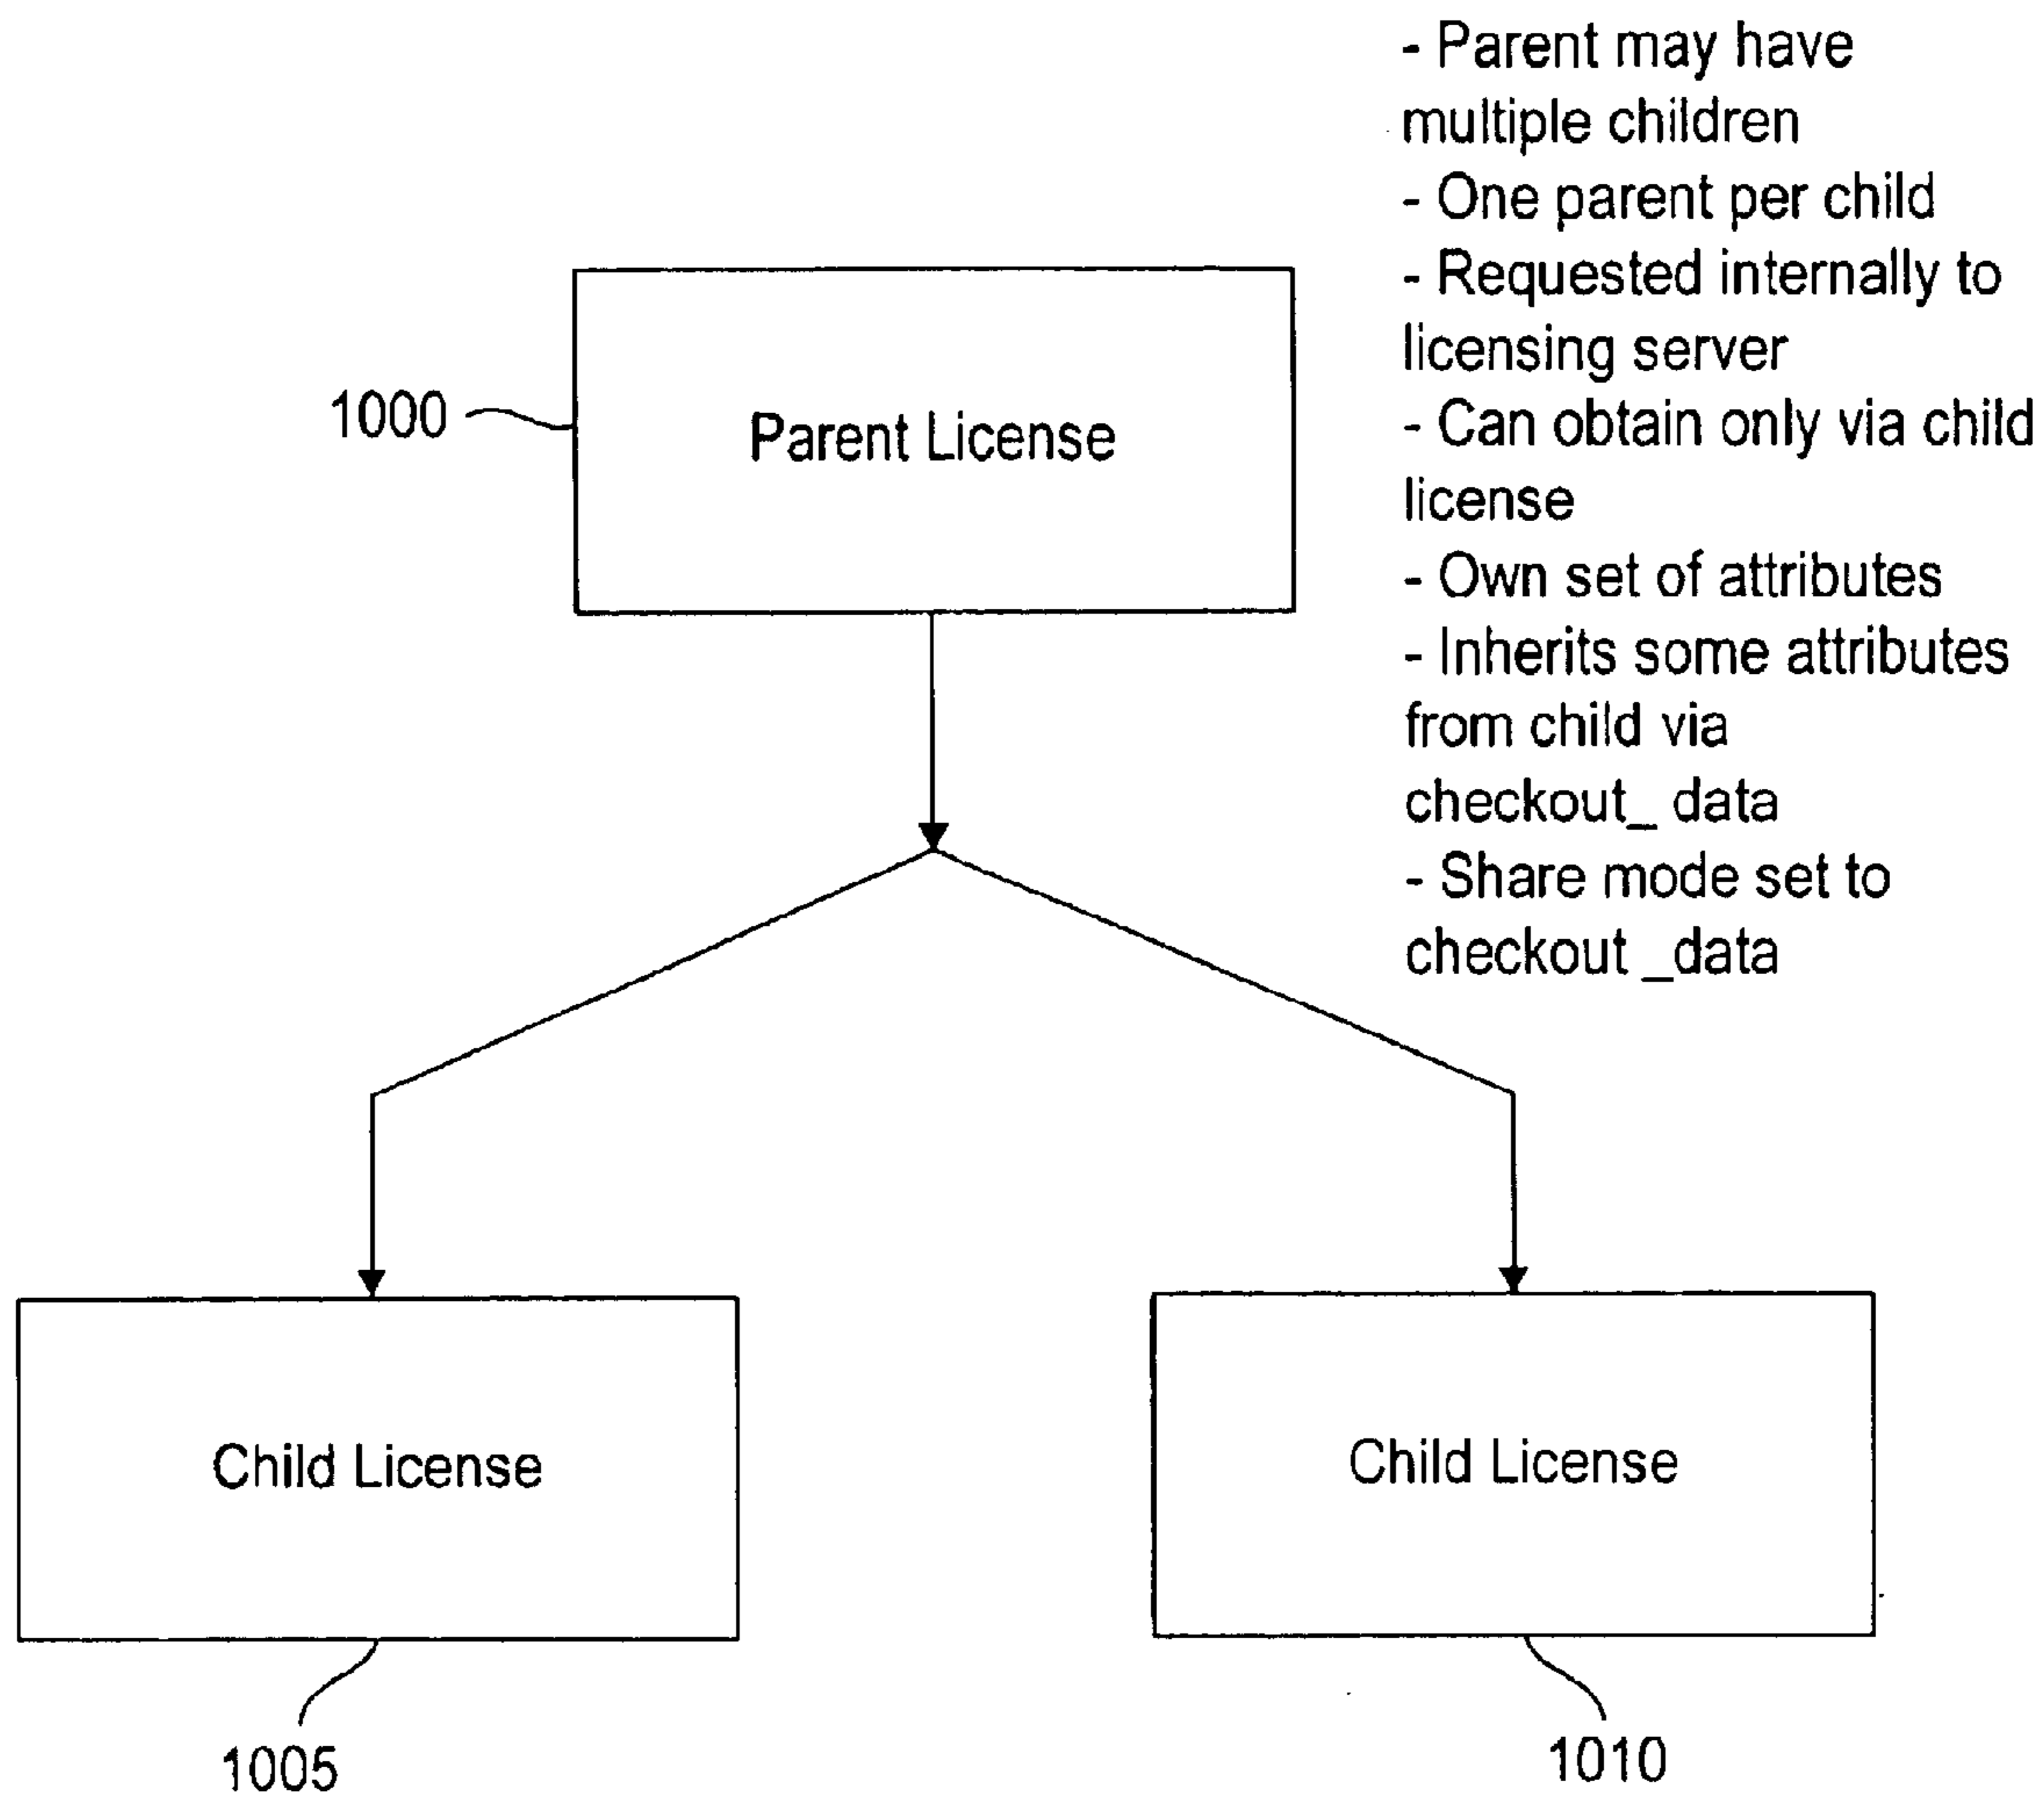 - Parent may have
multiple children
- One parent per child
- Requested internally to
licensing server
- Can obtain only via child
license
- Own set of attributes
- Inherits some attributes
from child via
checkout_ data
- Share mode set to
checkout _data
1000
Parent License
Child License
Child License
1005
1010